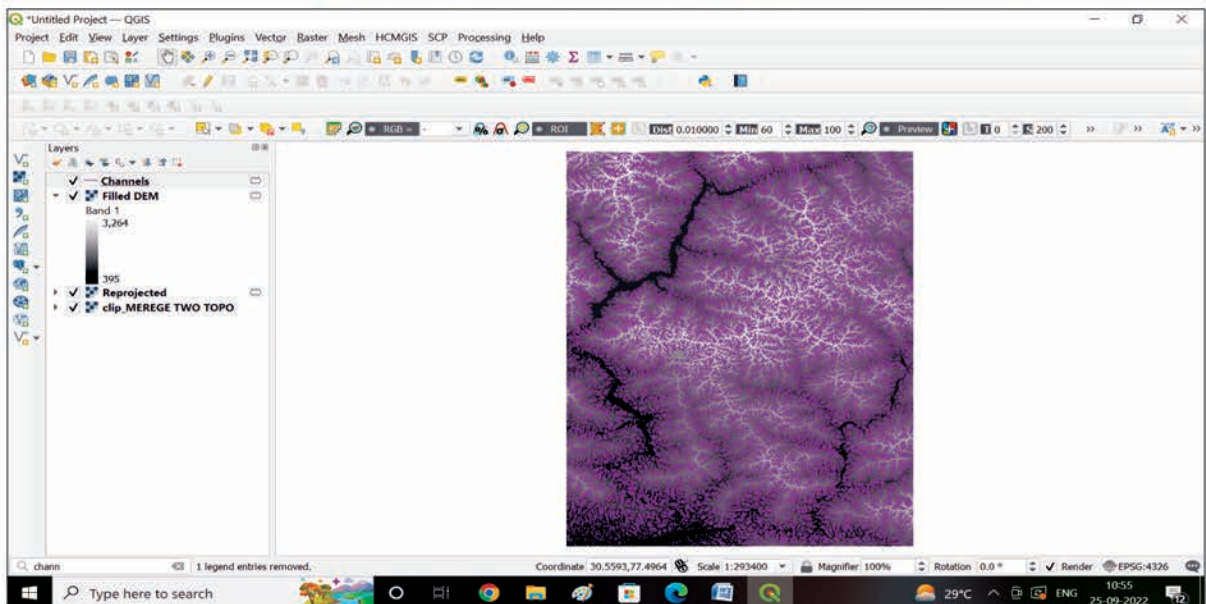 *Untitled Project — QGIS
Project Edit View Layer Settings Plugins Vector Raster Mesh HCMGIS SCP Processing Help
RGB = - ROI Dist 0.010000 Min 60 Max 100 Preview T 0 S 200 » » »
Layers
Channels
Filled DEM
Band 1
3,264
395
Reprojected
clip_MEREGE TWO TOPO
chann 1 legend entries removed. Coordinate 30.5593,77.4964 Scale 1:293400 Magnifier 100% Rotation 0.0 ° Render EPSG:4326
Type here to search 29°C ENG 10:55
25-09-2022 12